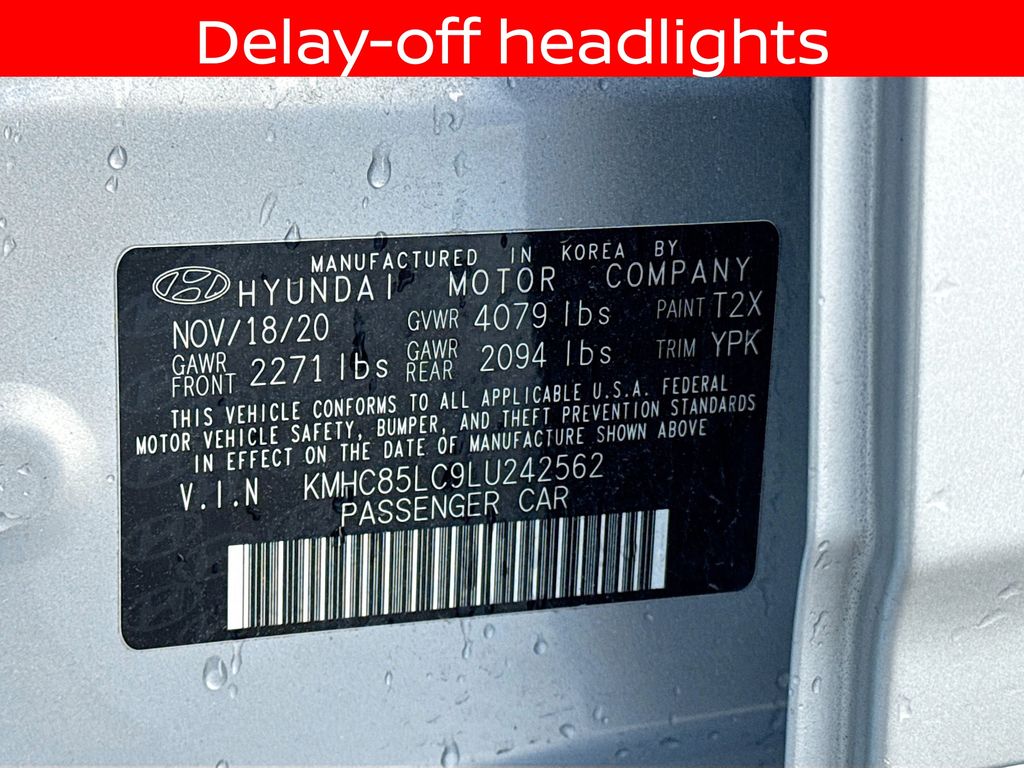 Delay-off headlights
MANUFACTURED IN KOREA BY
HYUNDAI MOTOR COMPANY
NOV/18/20 GVWR 4079 lbs PAINT T2X
GAWR FRONT 2271 lbs GAWR REAR 2094 lbs TRIM YPK
THIS VEHICLE CONFORMS TO ALL APPLICABLE U.S.A. FEDERAL
MOTOR VEHICLE SAFETY, BUMPER, AND THEFT PREVENTION STANDARDS
IN EFFECT ON THE DATE OF MANUFACTURE SHOWN ABOVE
V.I.N KMHC85LC9LU242562
PASSENGER CAR